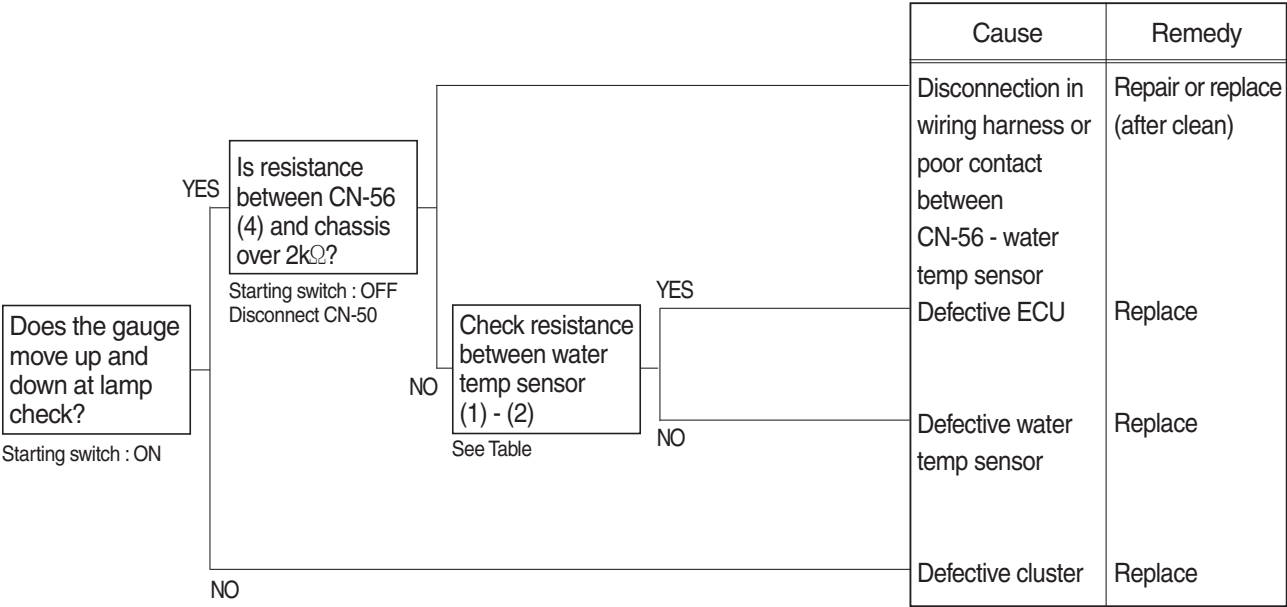 Does the gauge
move up and
down at lamp
check?
Starting switch : ON
YES
NO
Is resistance
between CN-56
(4) and chassis
over 2kΩ?
Starting switch : OFF
Disconnect CN-50
NO
Check resistance
between water
temp sensor
(1) - (2)
See Table
YES
NO
Cause
Remedy
Disconnection in
wiring harness or
poor contact
between
CN-56 - water
temp sensor
Repair or replace
(after clean)
Defective ECU
Replace
Defective water
temp sensor
Replace
Defective cluster
Replace